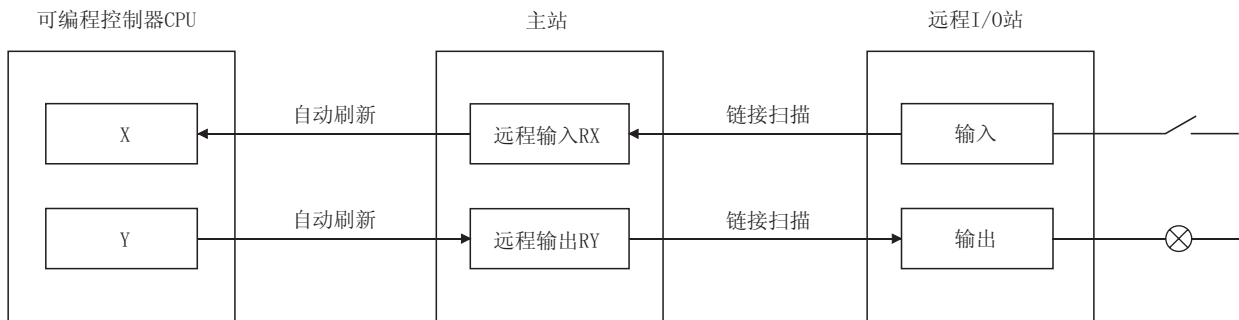 可编程控制器CPU
主站
远程I/O站
X
自动刷新
远程输入RX
链接扫描
输入
Y
自动刷新
远程输出RY
链接扫描
输出